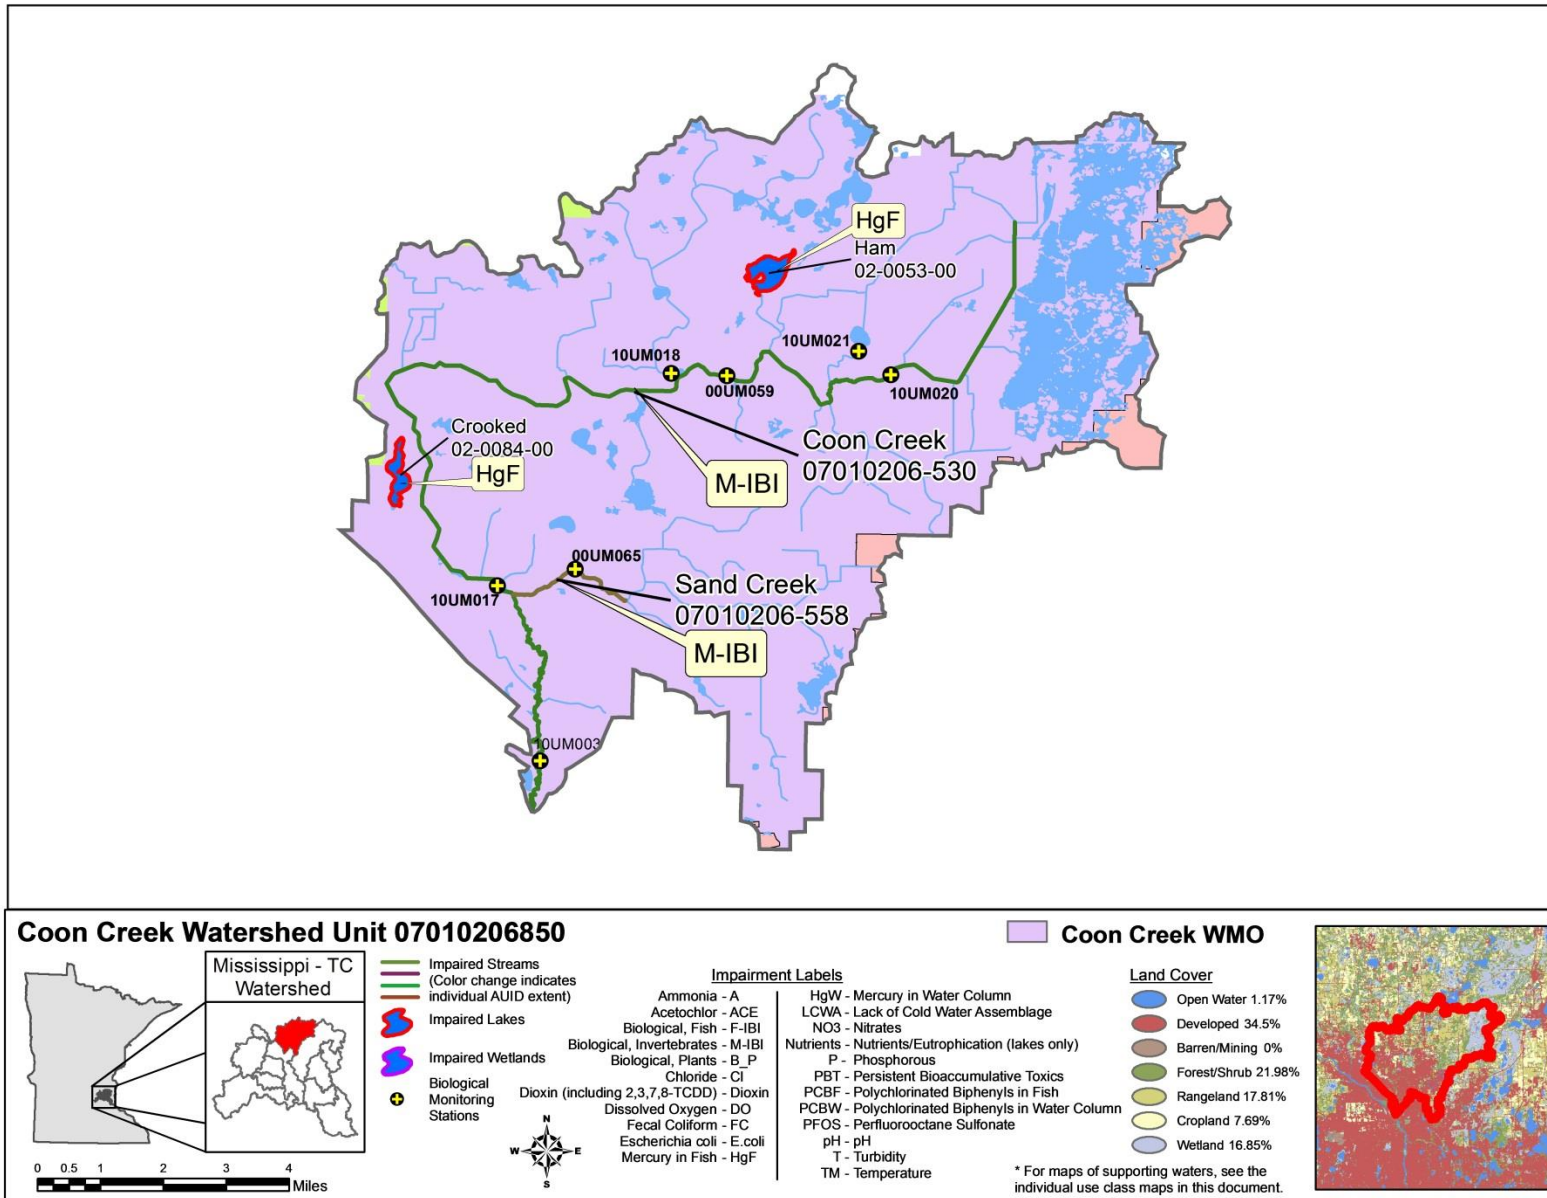 HgF
Ham
02-0053-00
10UM021
10UM018
00UM059
10UM020
Crooked
02-0084-00
HgF
Coon Creek
07010206-530
M-IBI
00UM065
10UM017
Sand Creek
07010206-558
M-IBI
10UM003
Coon Creek Watershed Unit 07010206850
Mississippi - TC
Watershed
0 0.5 1 2 3 4
Miles
Impaired Streams
(Color change indicates
individual AUID extent)
Impaired Lakes
Impaired Wetlands
Biological
Monitoring
Stations
N
W E
S
Impairment Labels
Ammonia - A
Acetochlor - ACE
Biological, Fish - F-IBI
Biological, Invertebrates - M-IBI
Biological, Plants - B_P
Chloride - Cl
Dioxin (including 2,3,7,8-TCDD) - Dioxin
Dissolved Oxygen - DO
Fecal Coliform - FC
Escherichia coli - E.coli
Mercury in Fish - HgF
HgW - Mercury in Water Column
LCWA - Lack of Cold Water Assemblage
NO3 - Nitrates
Nutrients - Nutrients/Eutrophication (lakes only)
P - Phosphorous
PBT - Persistent Bioaccumulative Toxics
PCBF - Polychlorinated Biphenyls in Fish
PCBW - Polychlorinated Biphenyls in Water Column
PFOS - Perfluorooctane Sulfonate
pH - pH
T - Turbidity
TM - Temperature
Coon Creek WMO
Land Cover
Open Water 1.17%
Developed 34.5%
Barren/Mining 0%
Forest/Shrub 21.98%
Rangeland 17.81%
Cropland 7.69%
Wetland 16.85%
* For maps of supporting waters, see the
individual use class maps in this document.